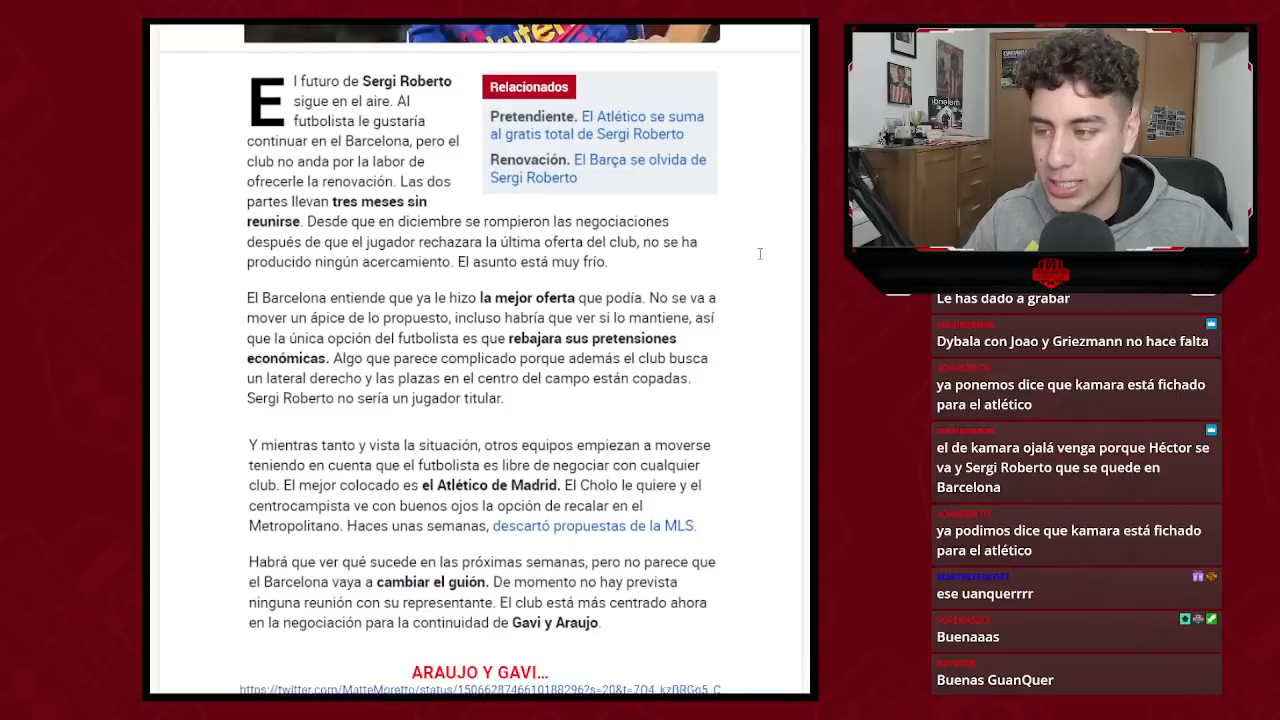 El futuro de Sergi Roberto
sigue en el aire. Al
futbolista le gustaría
continuar en el Barcelona, pero el
club no anda por la labor de
ofrecerle la renovación. Las dos
partes llevan tres meses sin
reunirse. Desde que en diciembre se rompieron las negociaciones
después de que el jugador rechazara la última oferta del club, no se ha
producido ningún acercamiento. El asunto está muy frío.
Relacionados
Pretendiente. El Atlético se suma
al gratis total de Sergi Roberto
Renovación. El Barça se olvida de
Sergi Roberto
El Barcelona entiende que ya le hizo la mejor oferta que podía. No se va a
mover un ápice de lo propuesto, incluso habría que ver si lo mantiene, así
que la única opción del futbolista es que rebajara sus pretensiones
económicas. Algo que parece complicado porque además el club busca
un lateral derecho y las plazas en el centro del campo están copadas.
Sergi Roberto no sería un jugador titular.
Y mientras tanto y vista la situación, otros equipos empiezan a moverse
teniendo en cuenta que el futbolista es libre de negociar con cualquier
club. El mejor colocado es el Atlético de Madrid. El Cholo le quiere y el
centrocampista ve con buenos ojos la opción de recalar en el
Metropolitano. Haces unas semanas, descartó propuestas de la MLS.
Habrá que ver qué sucede en las próximas semanas, pero no parece que
el Barcelona vaya a cambiar el guión. De momento no hay prevista
ninguna reunión con su representante. El club está más centrado ahora
en la negociación para la continuidad de Gavi y Araujo.
ARAUJO Y GAVI...
Le has dado a grabar
Dybala con Joao y Griezmann no hace falta
ya ponemos dice que kamara está fichado
para el atlético
el de kamara ojalá venga porque Héctor se
va y Sergi Roberto que se quede en
Barcelona
ya podimos dice que kamara está fichado
para el atlético
ese uanquerrrr
Buenaaas
Buenas GuanQuer